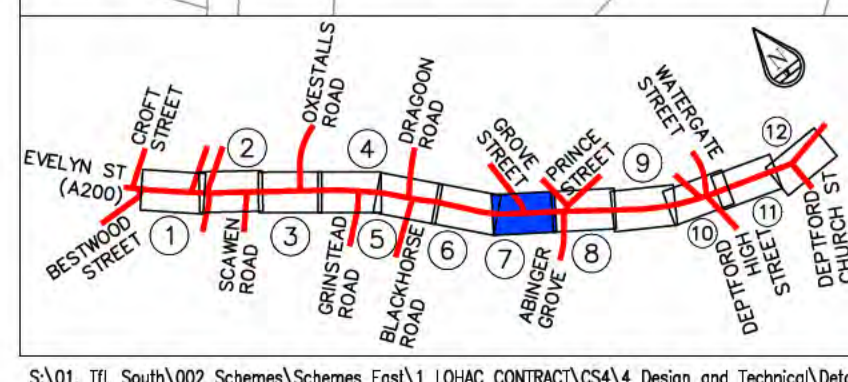 EVELYN ST
(A200)
CROFT
STREET
BESTWOOD
STREET
1
2
SCAWEN
ROAD
3
OXESTALLS
ROAD
4
GRINSTEAD
ROAD
5
DRAGOON
ROAD
BLACKHORSE
ROAD
6
GROVE
STREET
7
PRINCE
STREET
ABINGER
GROVE
8
9
WATERGATE
STREET
10
DEPTFORD
HIGH
STREET
11
12
DEPTFORD
CHURCH ST
N
S:\01. TfL South\002 Schemes\Schemes East\1 LOHAC CONTRACT\CS4\4 Design and Technical\Deta